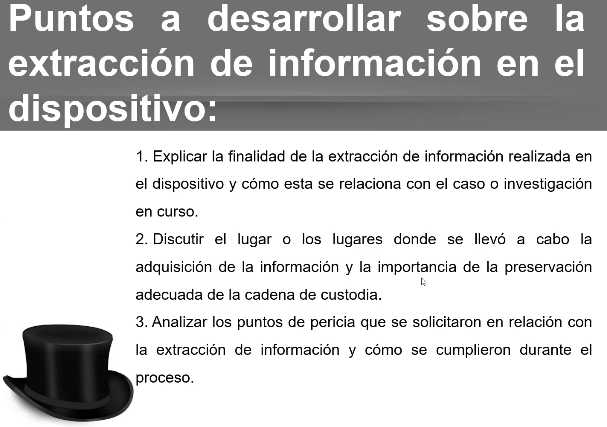 Puntos a desarrollar sobre la
extracción de información en el
dispositivo:
1. Explicar la finalidad de la extracción de información realizada en
el dispositivo y cómo esta se relaciona con el caso o investigación
en curso.
2. Discutir el lugar o los lugares donde se llevó a cabo la
adquisición de la información y la importancia de la preservación
adecuada de la cadena de custodia.
3. Analizar los puntos de pericia que se solicitaron en relación con
la extracción de información y cómo se cumplieron durante el
proceso.